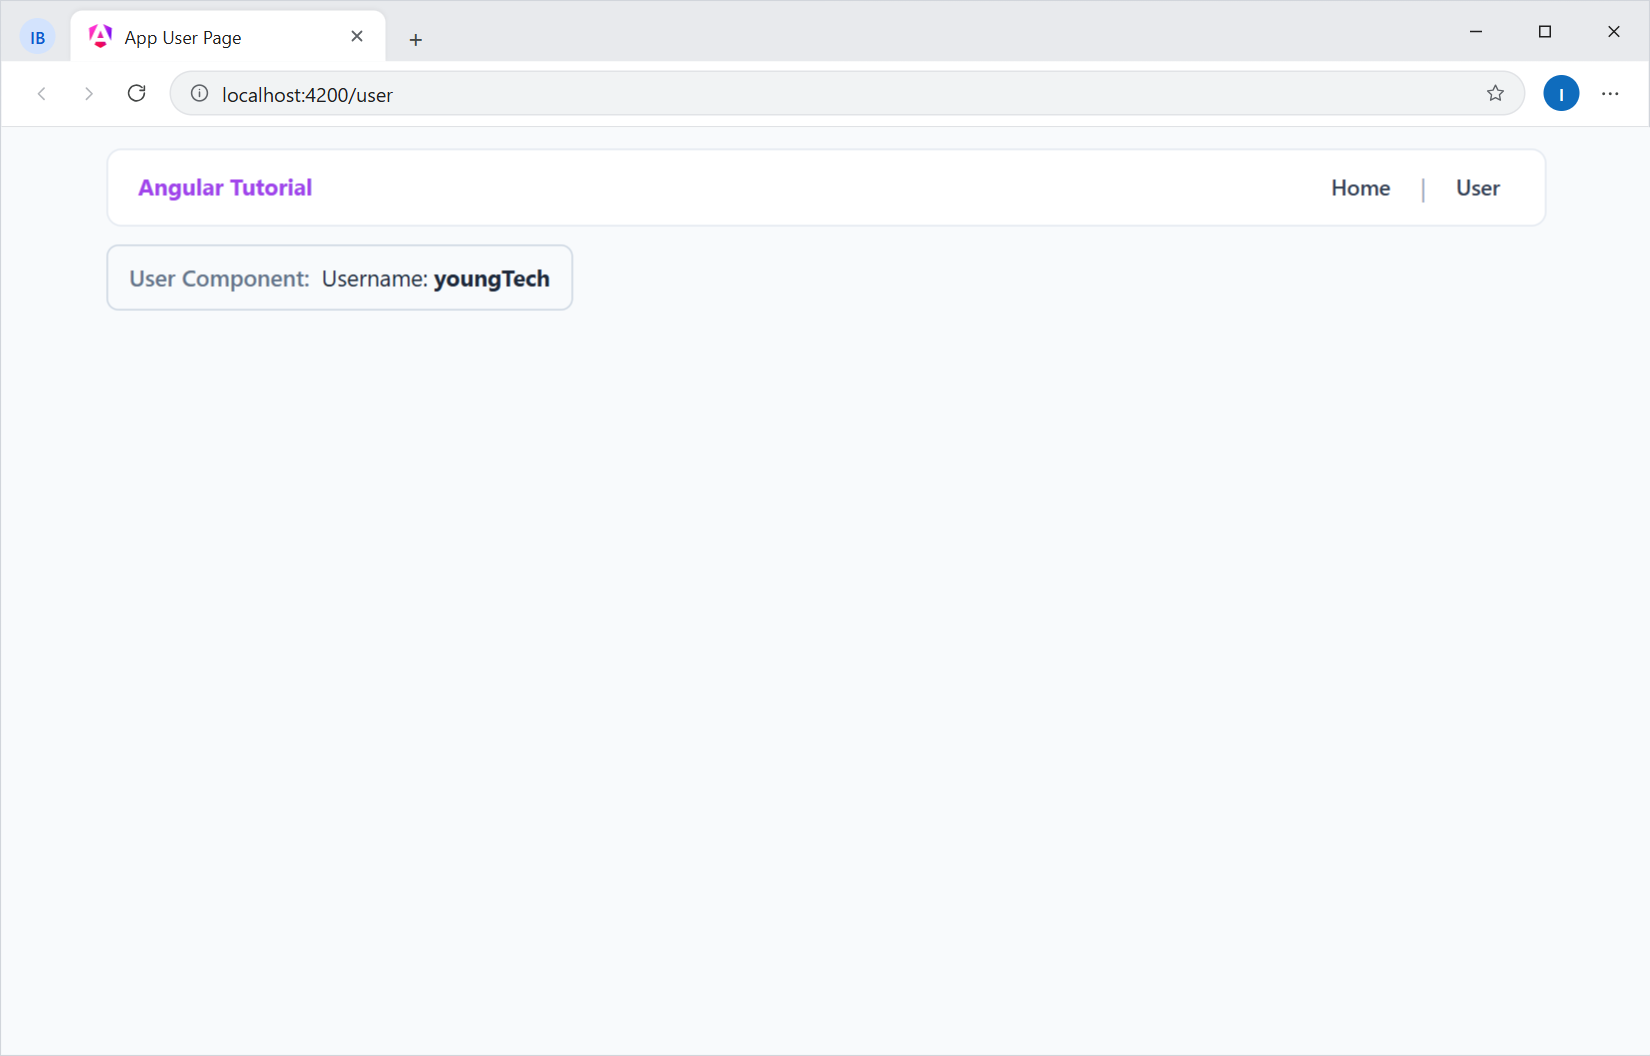 IB
App User Page
localhost:4200/user
I
Angular Tutorial
Home | User
User Component: Username: youngTech